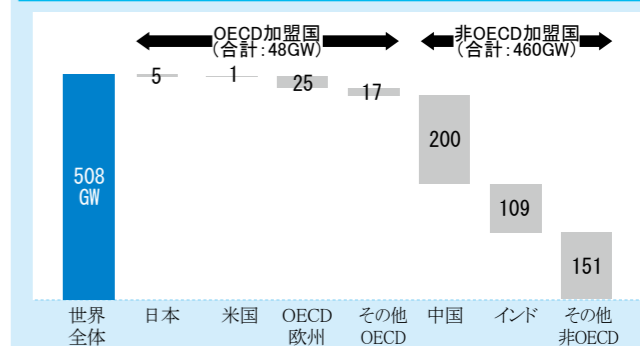 OECD加盟国
(合計:48GW)
非OECD加盟国
(合計:460GW)
508
GW
5
1
25
17
200
109
151
世界
全体
日本
米国
OECD
欧州
その他
OECD
中国
インド
その他
非OECD